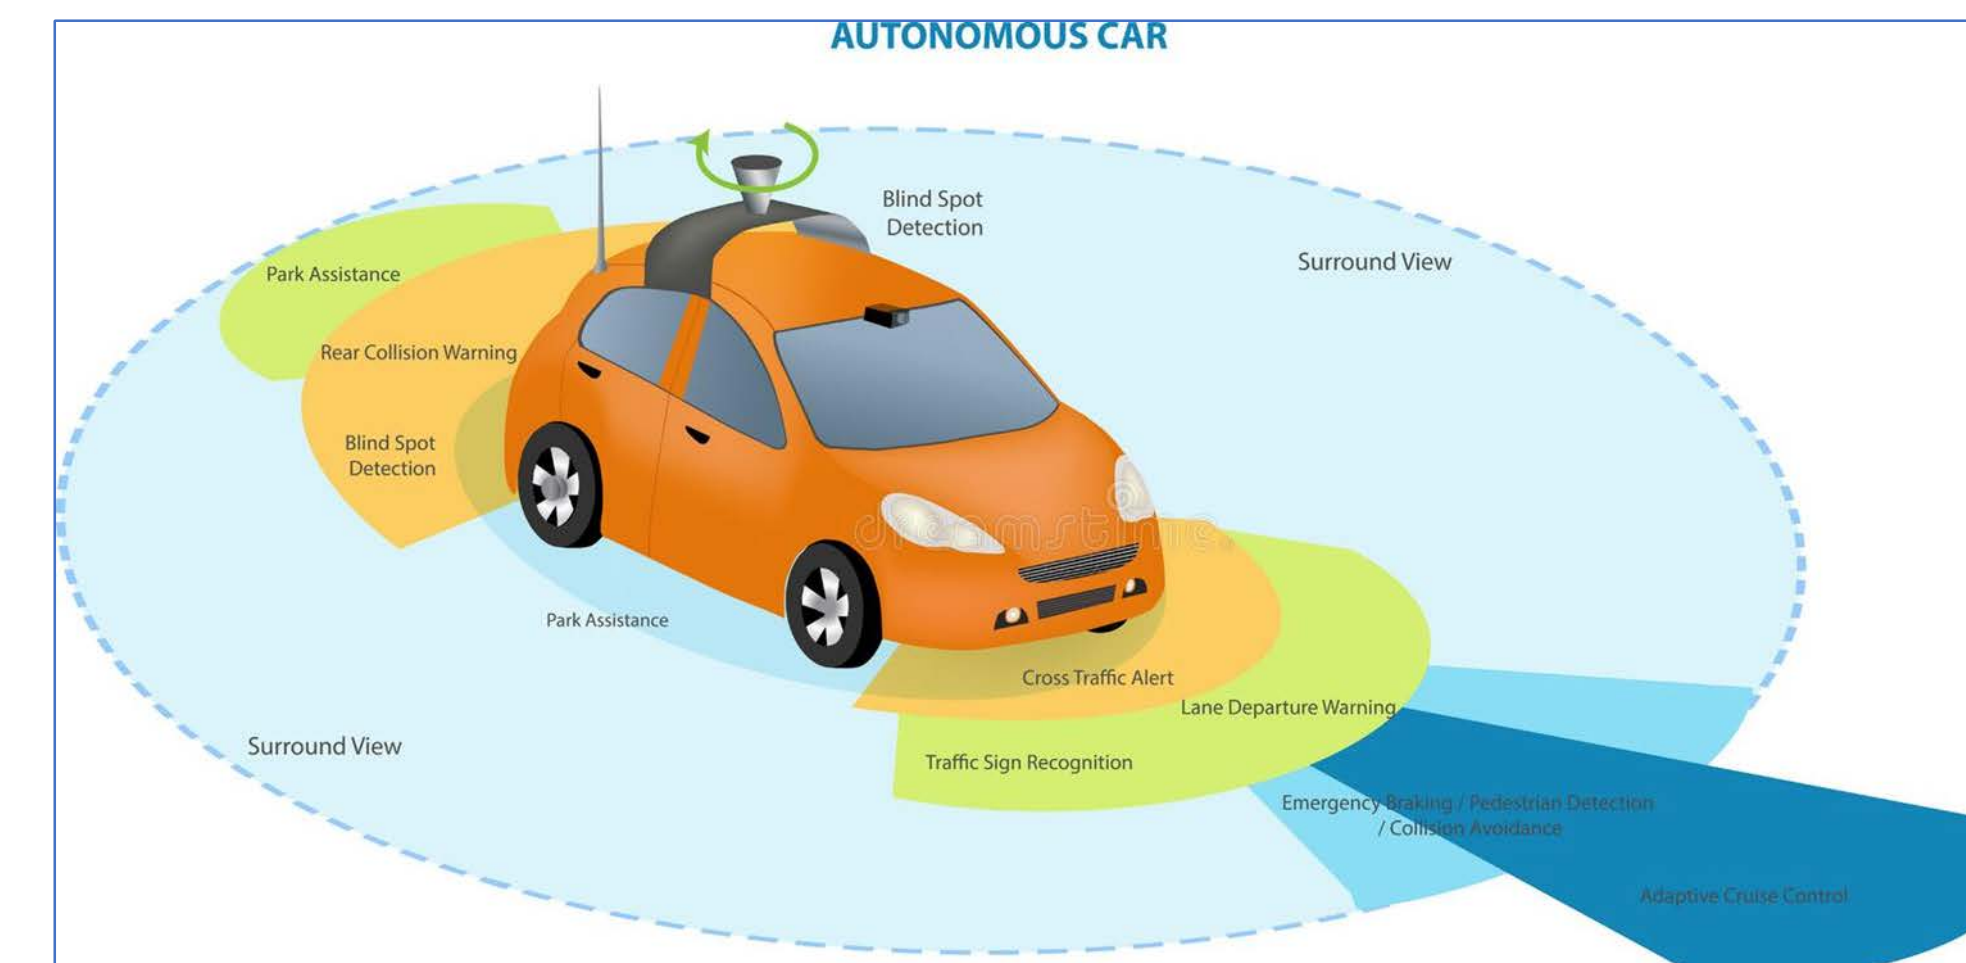 AUTONOMOUS CAR
Blind Spot
Detection
Surround View
Park Assistance
Rear Collision Warning
Blind Spot
Detection
Park Assistance
Cross Traffic Alert
Lane Departure Warning
Surround View
Traffic Sign Recognition
Emergency Braking / Pedestrian Detection
/ Collision Avoidance
Adaptive Cruise Control
dreamstime.